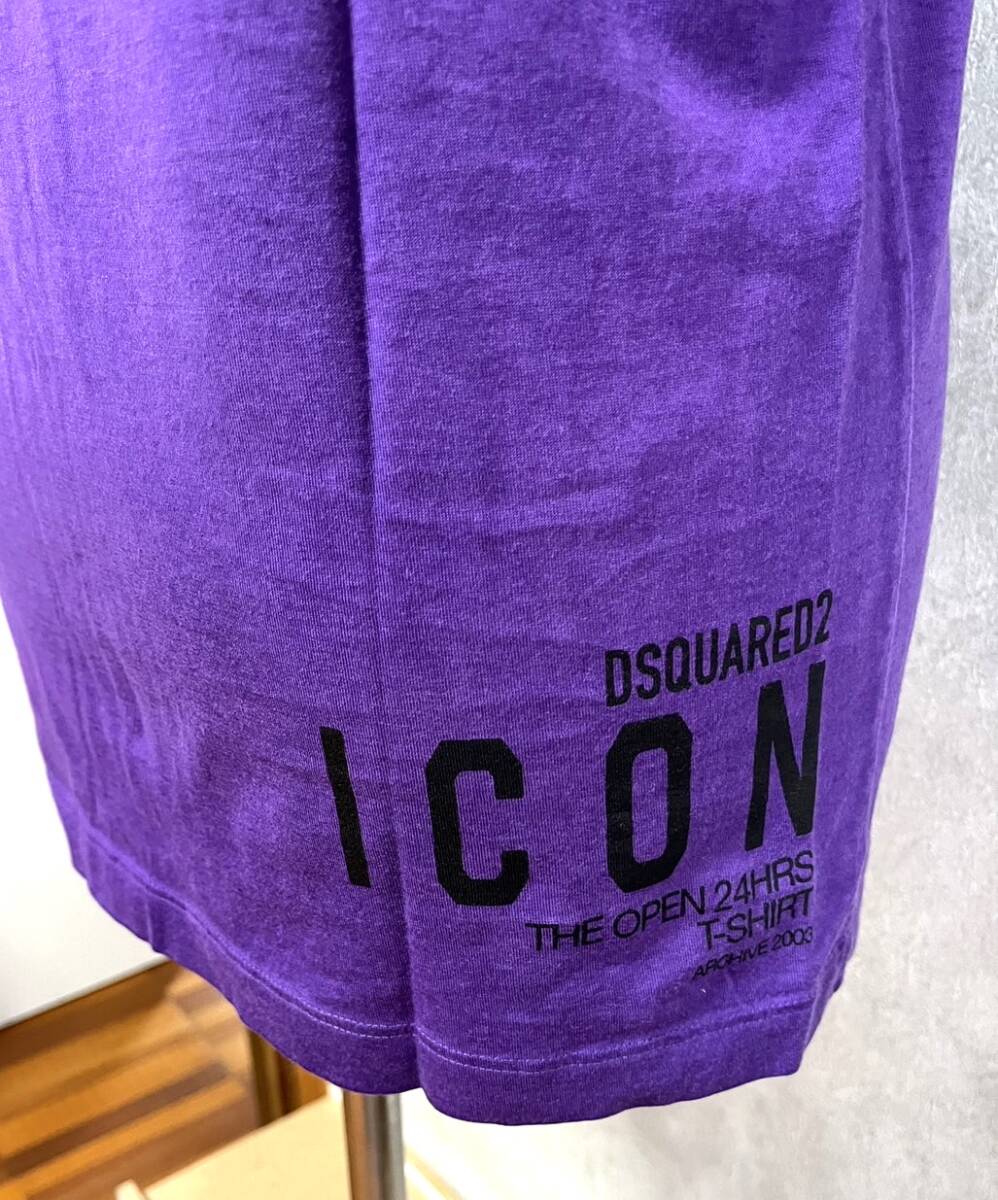 DSQUARED2
ICON
THE OPEN 24HRS
T-SHIRT
ARCHIVE 2003